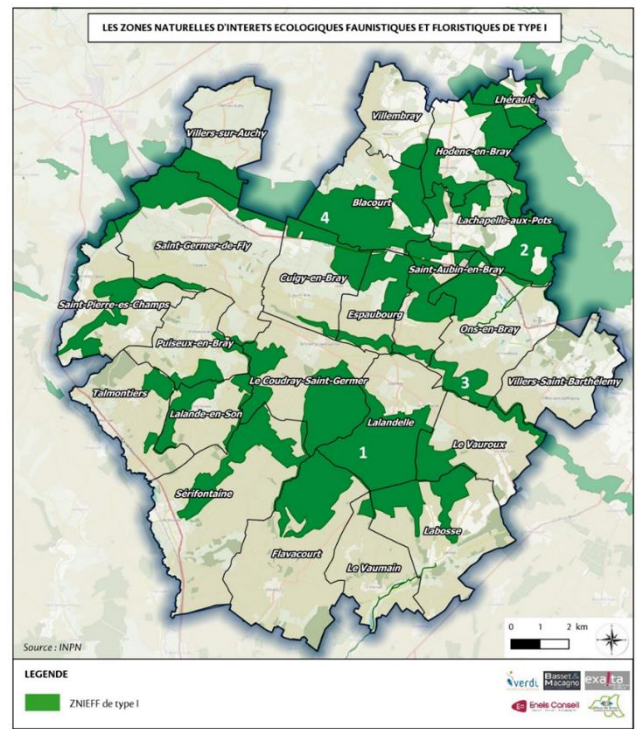 LES ZONES NATURELLES D'INTERETS ECOLOGIQUES FAUNISTIQUES ET FLORISTIQUES DE TYPE I
Lhéraule
Villembray
Villers-sur-Auchy
Hodenc-en-Bray
Blacourt
4
Lachapelle-aux-Pots
Saint-Germer-de-Fly
2
Cuigy-en-Bray
Saint-Aubin-en-Bray
Saint-Pierre-es-Champs
Espaubourg
Ons-en-Bray
Puiseux-en-Bray
Le Coudray-Saint-Germer
3
Villers-Saint-Barthélemy
Talmontiers
Lalande-en-Son
Lalandelle
Le Vauroux
1
Sérifontaine
Labosse
Flavacourt
Le Vaumain
0 1 2 km
Source : INPN
LEGENDE
ZNIEFF de type I
verdi
Basset &
Macagno
exalta
Eneis Conseil